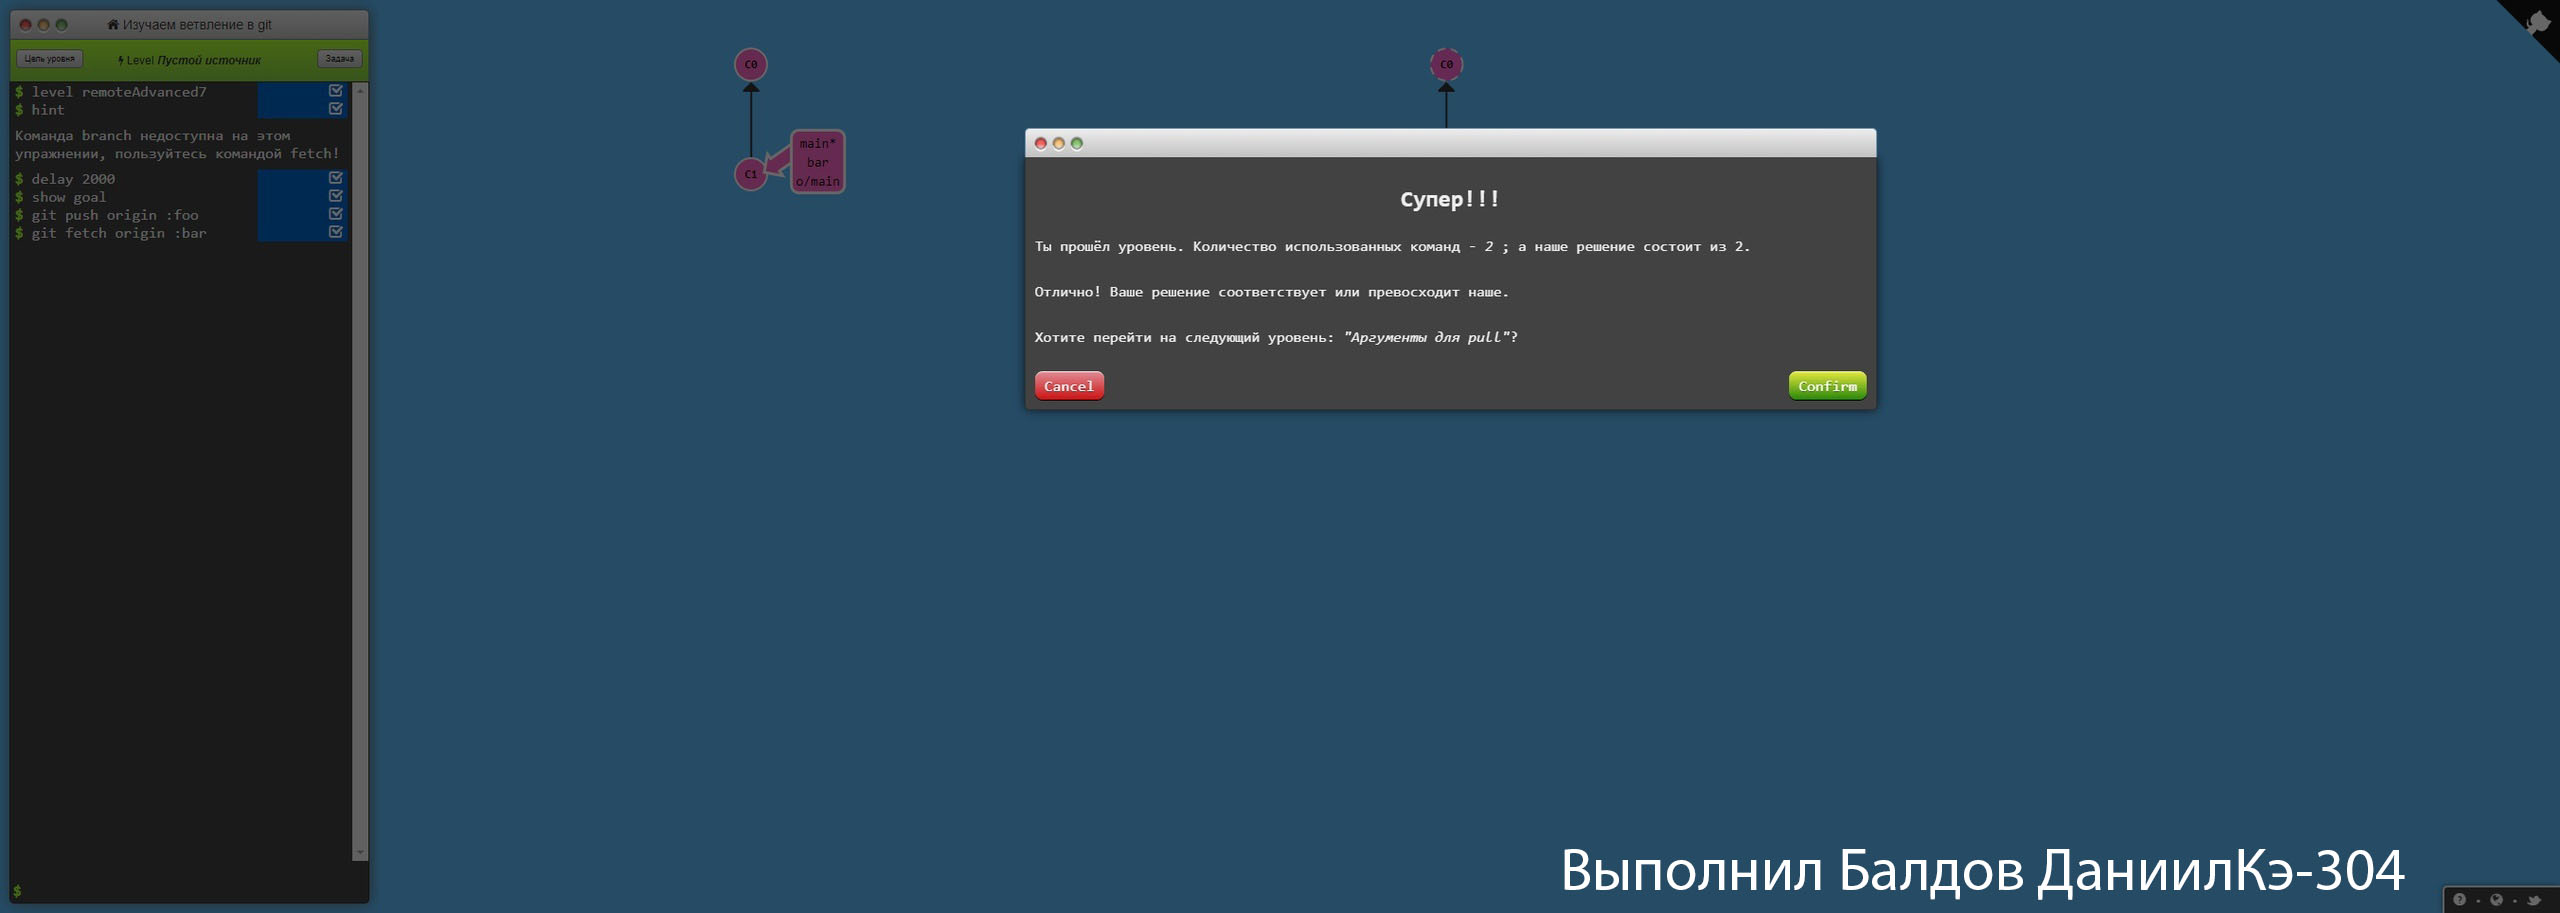 Изучаем ветвление в git
Цель уровня
Level Пустой источник
Задача
$ level remoteAdvanced7
$ hint
Команда branch недоступна на этом
упражнении, пользуйтесь командой fetch!
$ delay 2000
$ show goal
$ git push origin :foo
$ git fetch origin :bar
$
C0
C1
main*
bar
o/main
C0
Супер!!!
Ты прошёл уровень. Количество использованных команд - 2 ; а наше решение состоит из 2.
Отлично! Ваше решение соответствует или превосходит наше.
Хотите перейти на следующий уровень: "Аргументы для pull"?
Cancel
Confirm
Выполнил Балдов ДаниилКэ-304